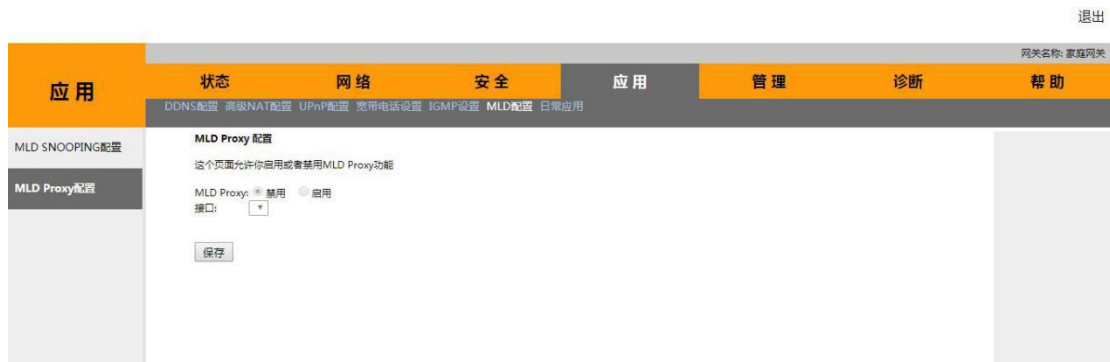 退出
网关名称: 家庭网关
应用
状态 网络 安全 应用 管理 诊断 帮助
DDNS配置 高级NAT配置 UPnP配置 宽带电话设置 IGMP设置 MLD配置 日常应用
MLD SNOOPING配置
MLD Proxy配置
MLD Proxy 配置
这个页面允许你启用或者禁用MLD Proxy功能
MLD Proxy: 禁用 启用
接口:
保存